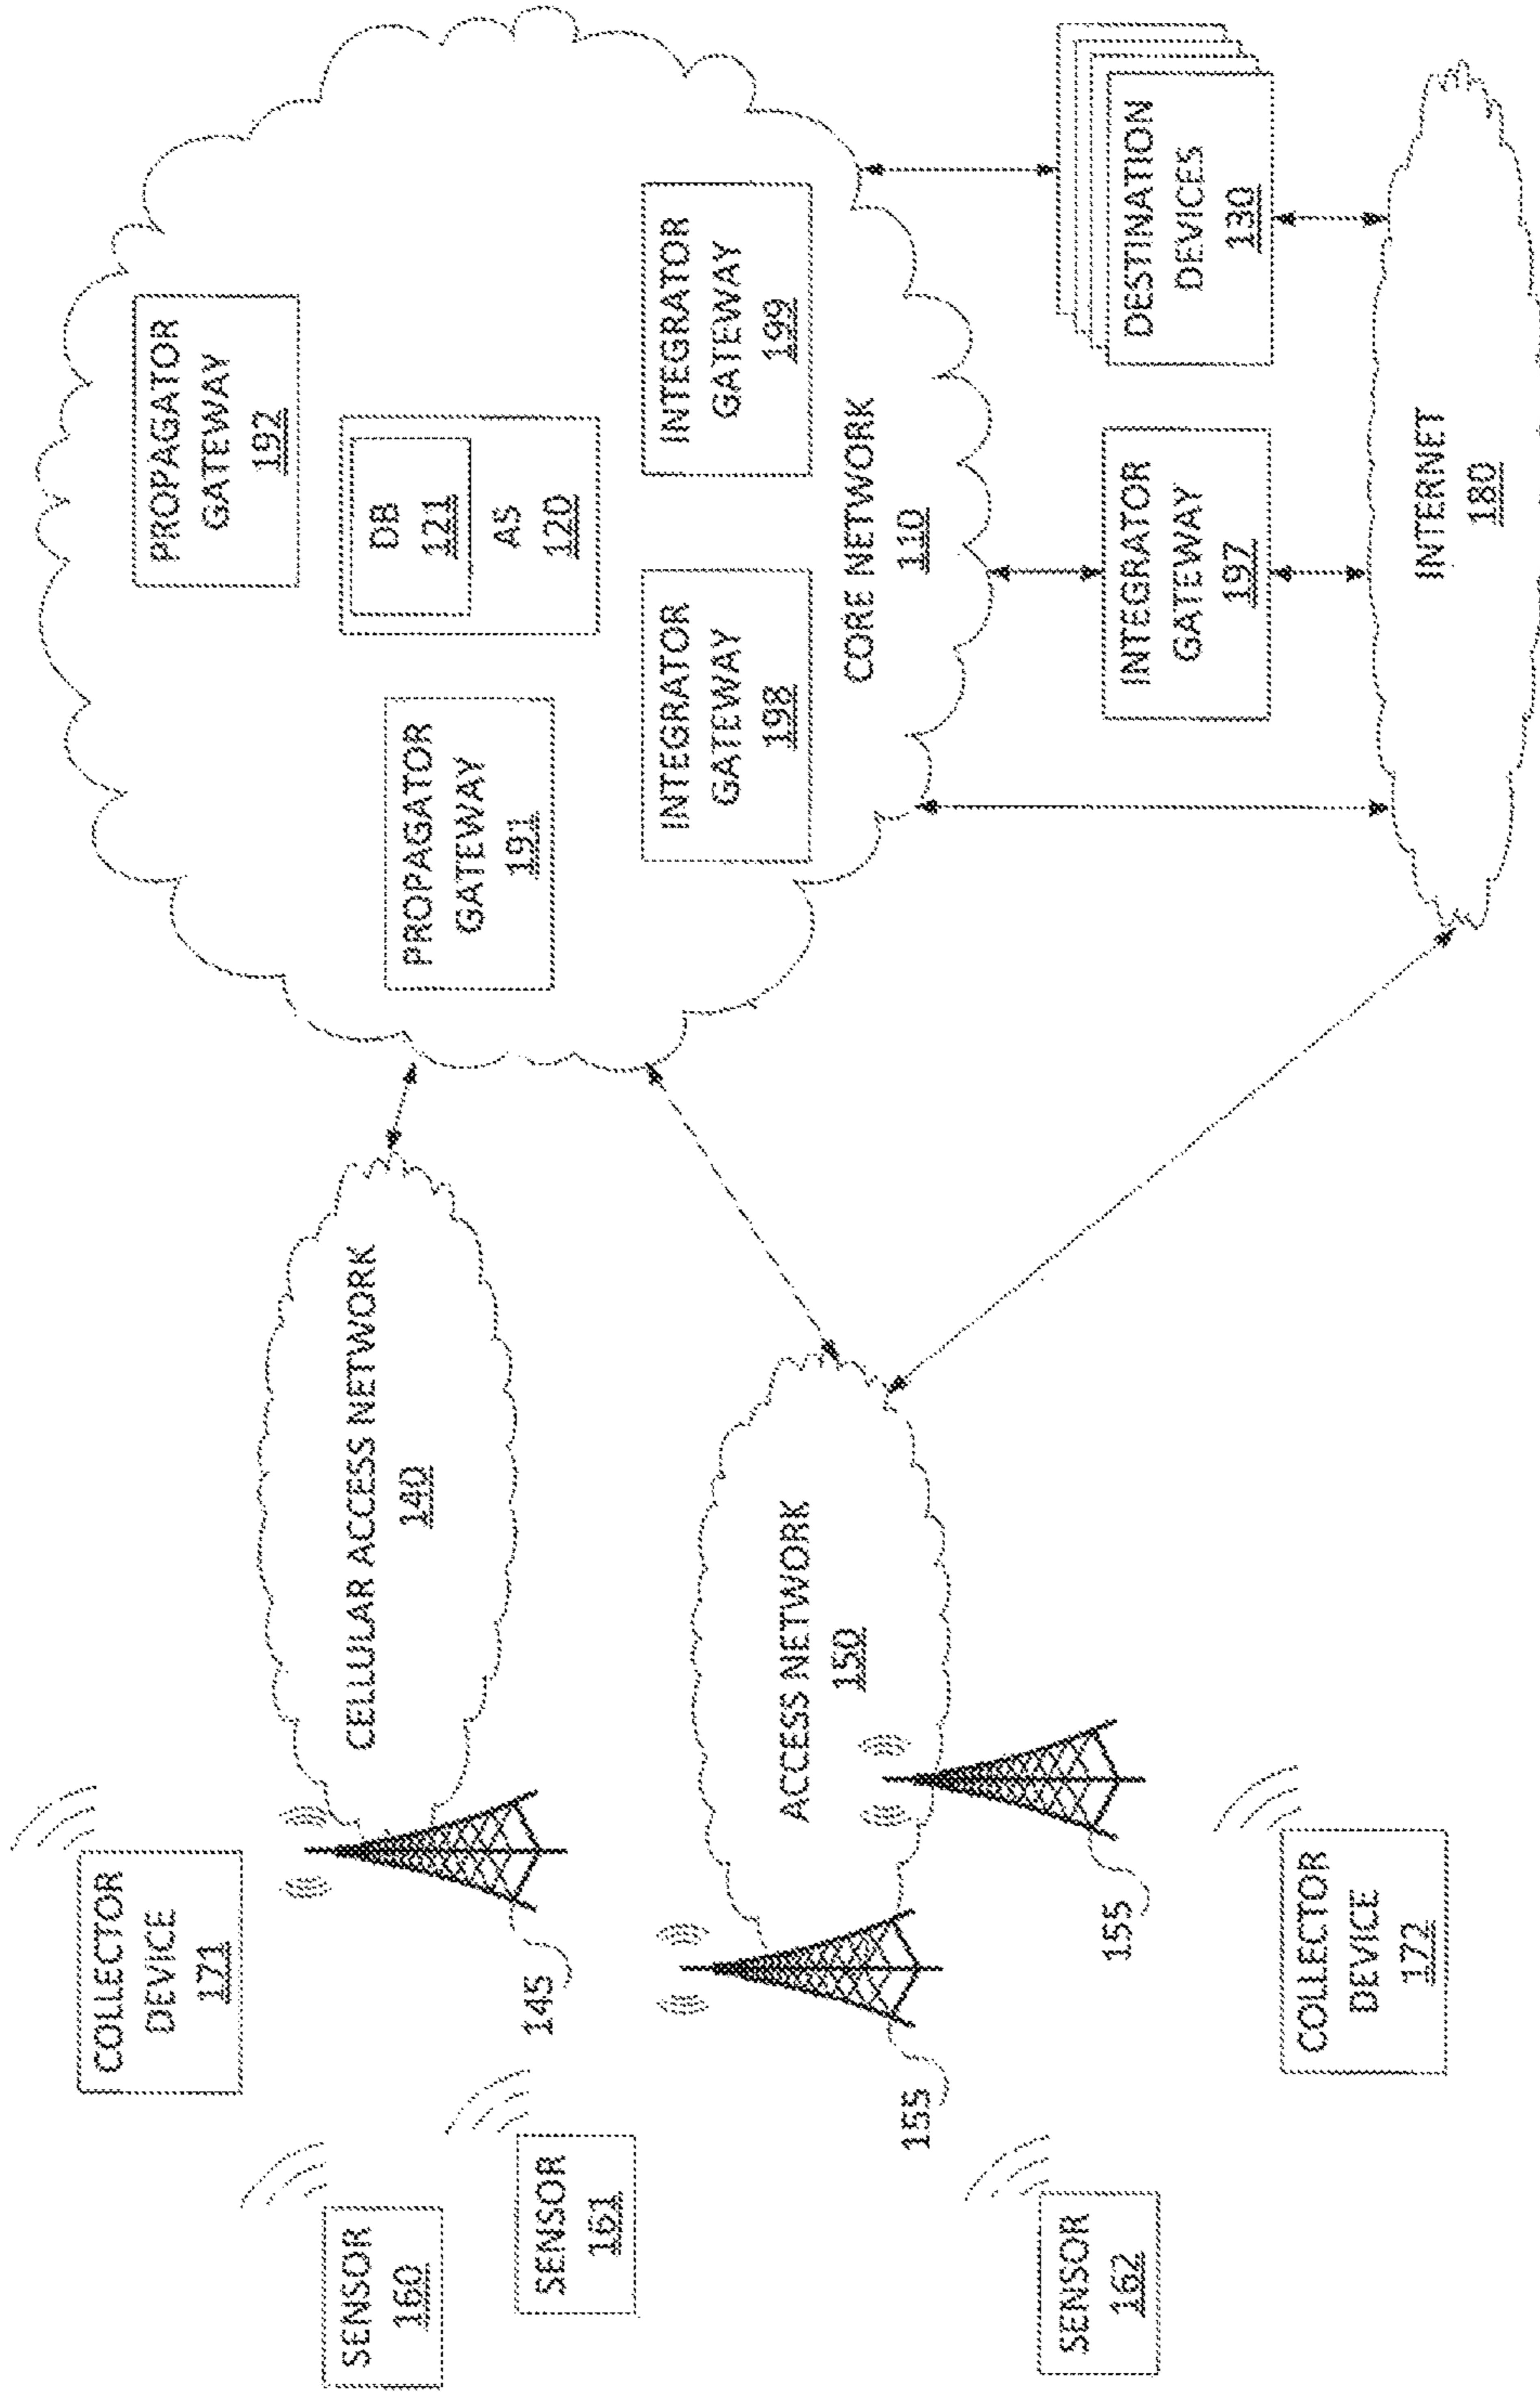 COLLECTOR
DEVICE
171
SENSOR
160
SENSOR
161
145
CELLULAR ACCESS NETWORK
140
PROPAGATOR
GATEWAY
192
PROPAGATOR
GATEWAY
191
DB
121
AS
120
INTEGRATOR
GATEWAY
198
INTEGRATOR
GATEWAY
199
CORE NETWORK
110
ACCESS NETWORK
150
155
155
SENSOR
162
COLLECTOR
DEVICE
172
INTEGRATOR
GATEWAY
197
DESTINATION
DEVICES
130
INTERNET
180